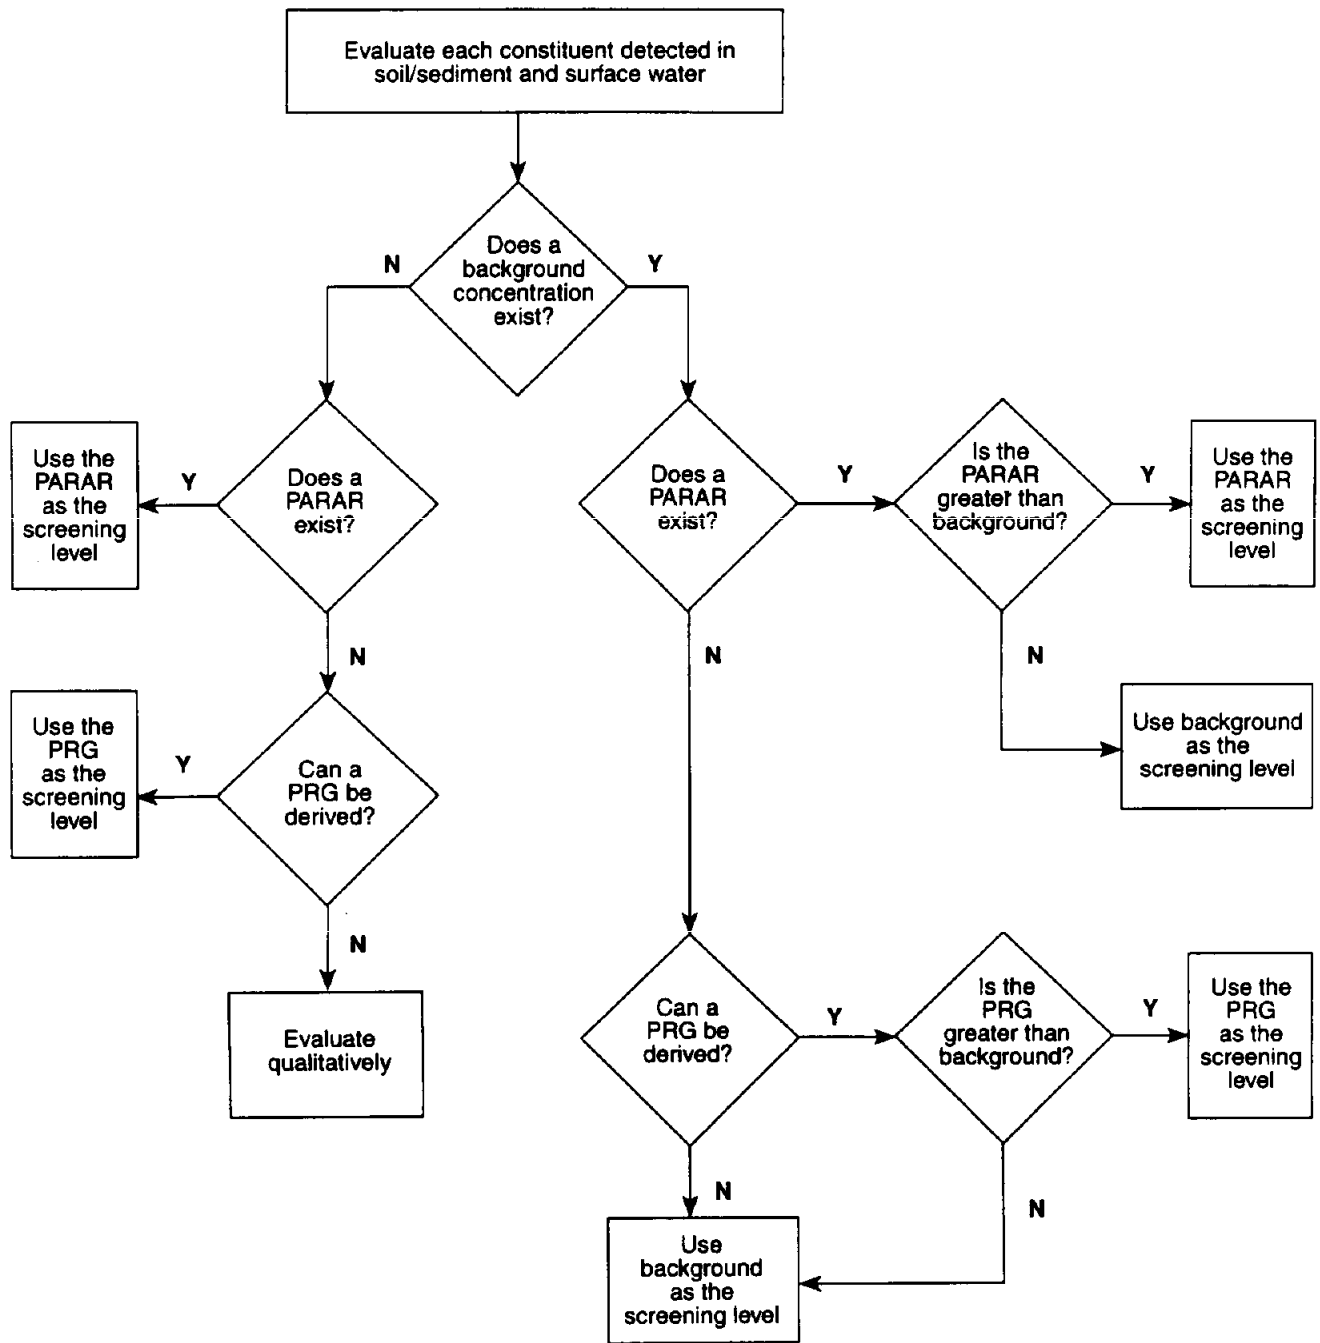 Evaluate each constituent detected in
soil/sediment and surface water
Does a
background
concentration
exist?
N
Y
Use the
PARAR
as the
screening
level
Y
Does a
PARAR
exist?
Does a
PARAR
exist?
Y
Is the
PARAR
greater than
background?
Y
Use the
PARAR
as the
screening
level
N
N
N
Use background
as the
screening level
Use the
PRG
as the
screening
level
Y
Can a
PRG be
derived?
N
Evaluate
qualitatively
Can a
PRG be
derived?
Y
Is the
PRG
greater than
background?
Y
Use the
PRG
as the
screening
level
N
N
Use
background
as the
screening level